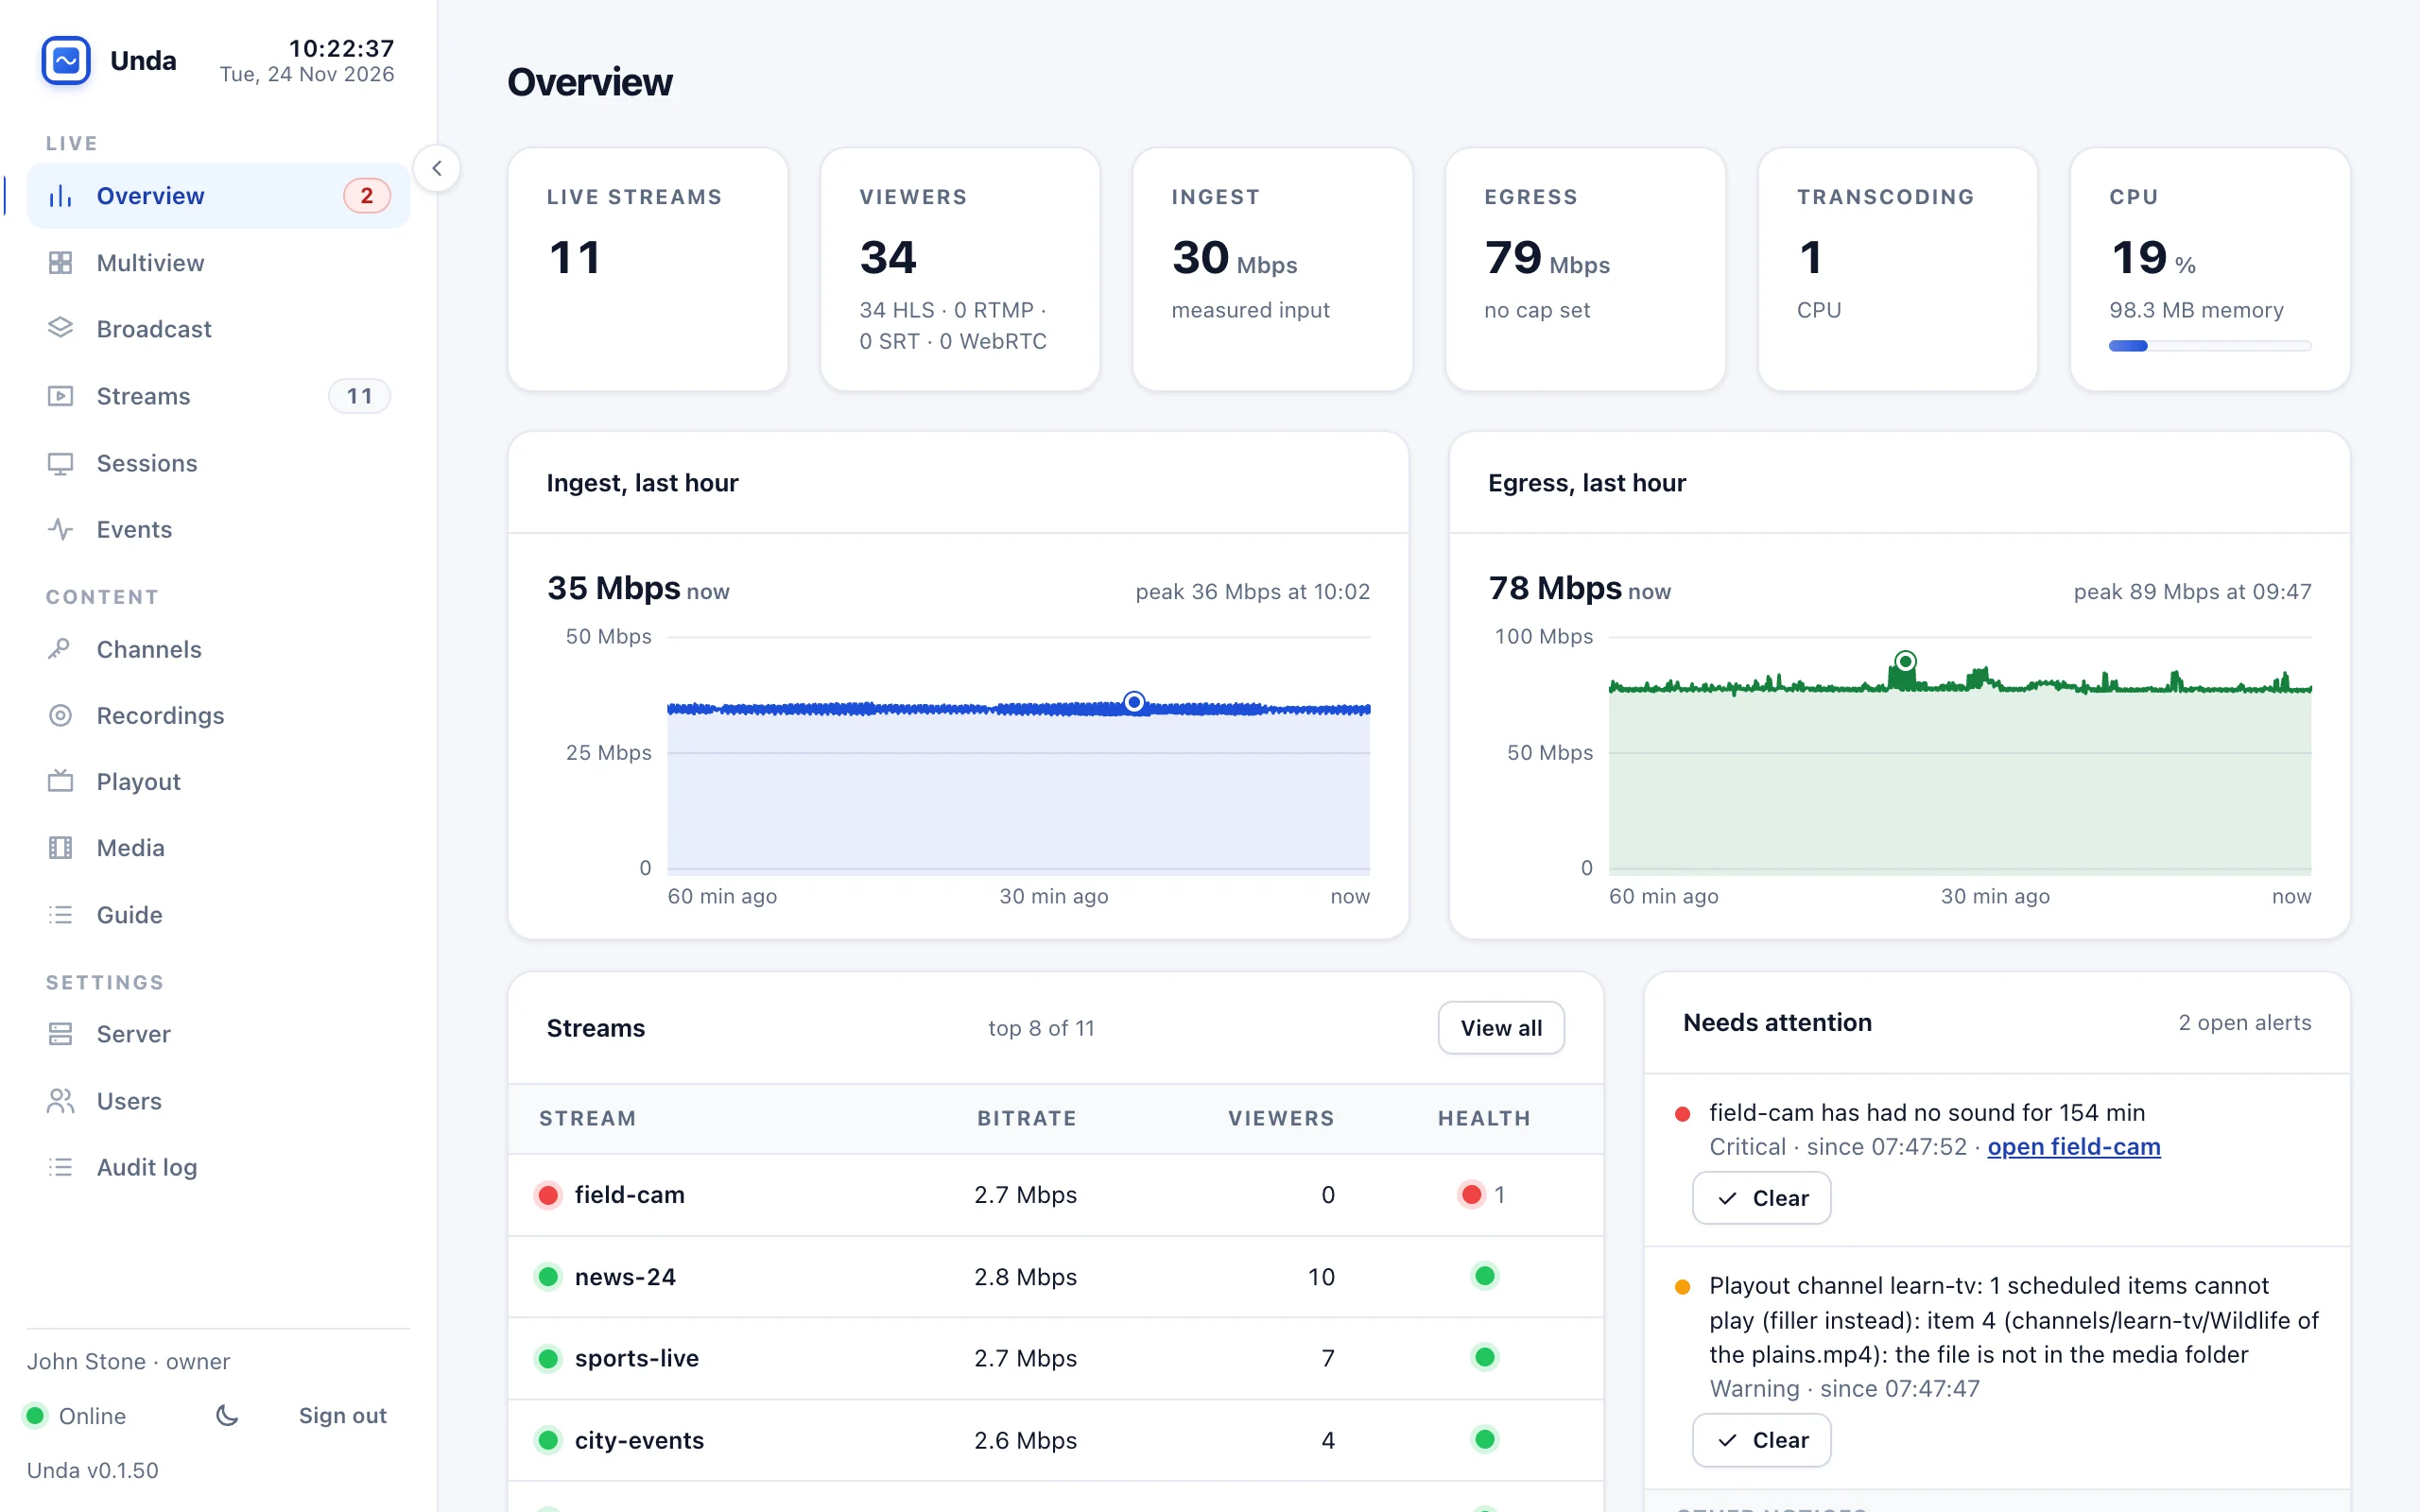 Unda
10:22:37
Tue, 24 Nov 2026
LIVE
Overview 2
Multiview
Broadcast
Streams 11
Sessions
Events
CONTENT
Channels
Recordings
Playout
Media
Guide
SETTINGS
Server
Users
Audit log
John Stone · owner
Online
Sign out
Unda v0.1.50
Overview
LIVE STREAMS
11
VIEWERS
34
34 HLS · 0 RTMP ·
0 SRT · 0 WebRTC
INGEST
30 Mbps
measured input
EGRESS
79 Mbps
no cap set
TRANSCODING
1
CPU
CPU
19 %
98.3 MB memory
Ingest, last hour
35 Mbps now
peak 36 Mbps at 10:02
50 Mbps
25 Mbps
0
60 min ago
30 min ago
now
Egress, last hour
78 Mbps now
peak 89 Mbps at 09:47
100 Mbps
50 Mbps
0
60 min ago
30 min ago
now
Streams
top 8 of 11
View all
STREAM BITRATE VIEWERS HEALTH
field-cam 2.7 Mbps 0 1
news-24 2.8 Mbps 10
sports-live 2.7 Mbps 7
city-events 2.6 Mbps 4
Needs attention
2 open alerts
field-cam has had no sound for 154 min
Critical · since 07:47:52 · open field-cam
Clear
Playout channel learn-tv: 1 scheduled items cannot
play (filler instead): item 4 (channels/learn-tv/Wildlife of
the plains.mp4): the file is not in the media folder
Warning · since 07:47:47
Clear